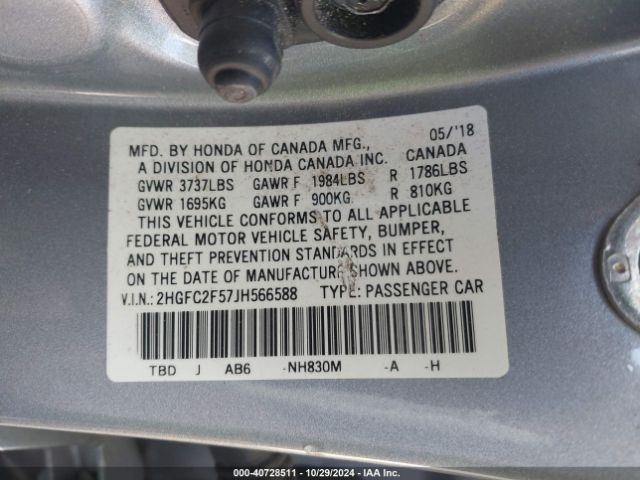 MFD. BY HONDA OF CANADA MFG., 05/'18
A DIVISION OF HONDA CANADA INC. CANADA
GVWR 3737LBS GAWR F 1984LBS R 1786LBS
GVWR 1695KG GAWR F 900KG R 810KG
THIS VEHICLE CONFORMS TO ALL APPLICABLE
FEDERAL MOTOR VEHICLE SAFETY, BUMPER,
AND THEFT PREVENTION STANDARDS IN EFFECT
ON THE DATE OF MANUFACTURE SHOWN ABOVE.
V.I.N.: 2HGFC2F57JH566588 TYPE: PASSENGER CAR
TBD J AB6 -NH830M -A -H
000-40728511 - 10/29/2024 - IAA Inc.